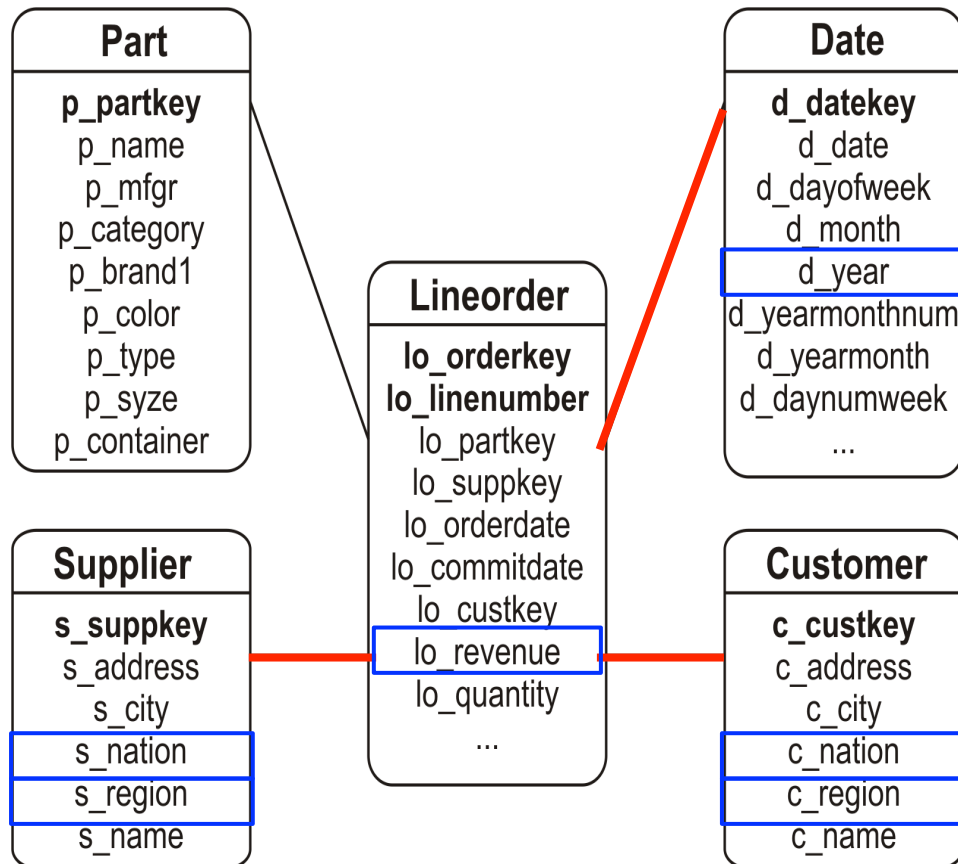 Part
p_partkey
p_name
p_mfgr
p_category
p_brand1
p_color
p_type
p_syze
p_container
Date
d_datekey
d_date
d_dayofweek
d_month
d_year
d_yearmonthnum
d_yearmonth
d_daynumweek
...
Lineorder
lo_orderkey
lo_linenumber
lo_partkey
lo_suppkey
lo_orderdate
lo_commitdate
lo_custkey
lo_revenue
lo_quantity
...
Supplier
s_suppkey
s_address
s_city
s_nation
s_region
s_name
Customer
c_custkey
c_address
c_city
c_nation
c_region
c_name